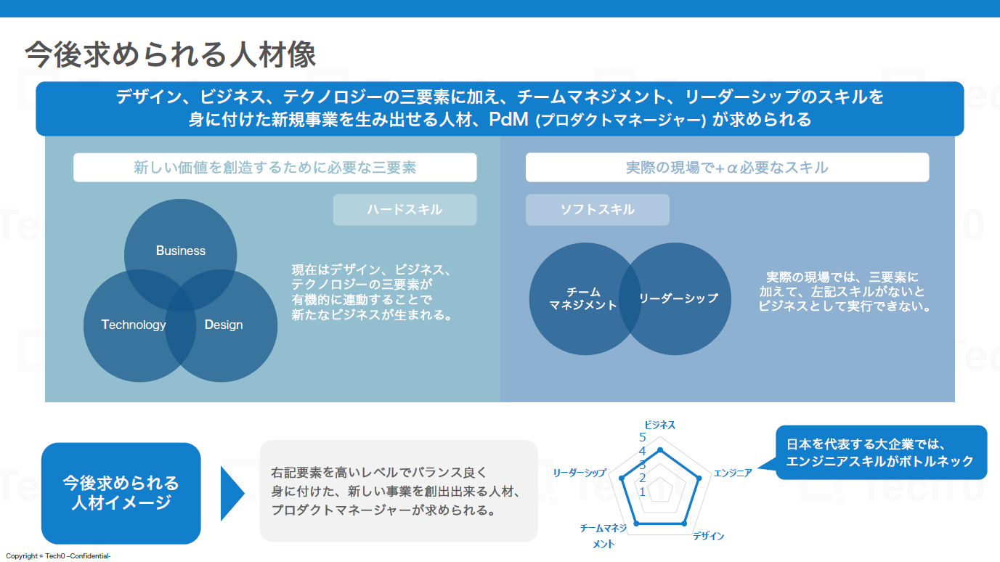 今後求められる人材像
デザイン、ビジネス、テクノロジーの三要素に加え、チームマネジメント、リーダーシップのスキルを
身に付けた新規事業を生み出せる人材、PdM (プロダクトマネージャー) が求められる
新しい価値を創造するために必要な三要素
ハードスキル
Business
Technology
Design
現在はデザイン、ビジネス、
テクノロジーの三要素が
有機的に連動することで
新たなビジネスが生まれる。
実際の現場で+α必要なスキル
ソフトスキル
チーム
マネジメント
リーダーシップ
実際の現場では、三要素に
加えて、左記スキルがないと
ビジネスとして実行できない。
今後求められる
人材イメージ
右記要素を高いレベルでバランス良く
身に付けた、新しい事業を創出出来る人材、
プロダクトマネージャーが求められる。
ビジネス
5
4
3
2
1
リーダーシップ
エンジニア
チームマネジ
メント
デザイン
日本を代表する大企業では、
エンジニアスキルがボトルネック
Copyright © Tech0 –Confidential-